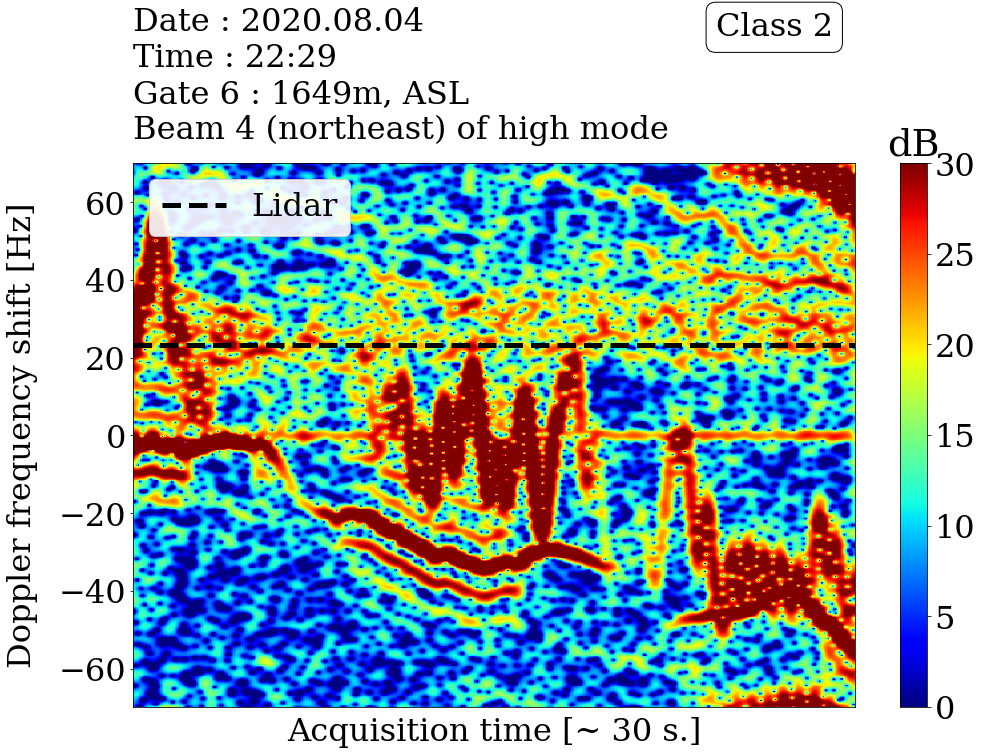 Date : 2020.08.04
Time : 22:29
Gate 6 : 1649m, ASL
Beam 4 (northeast) of high mode
Class 2
dB
Lidar
Doppler frequency shift [Hz]
60
40
20
0
−20
−40
−60
30
25
20
15
10
5
0
Acquisition time [~ 30 s.]